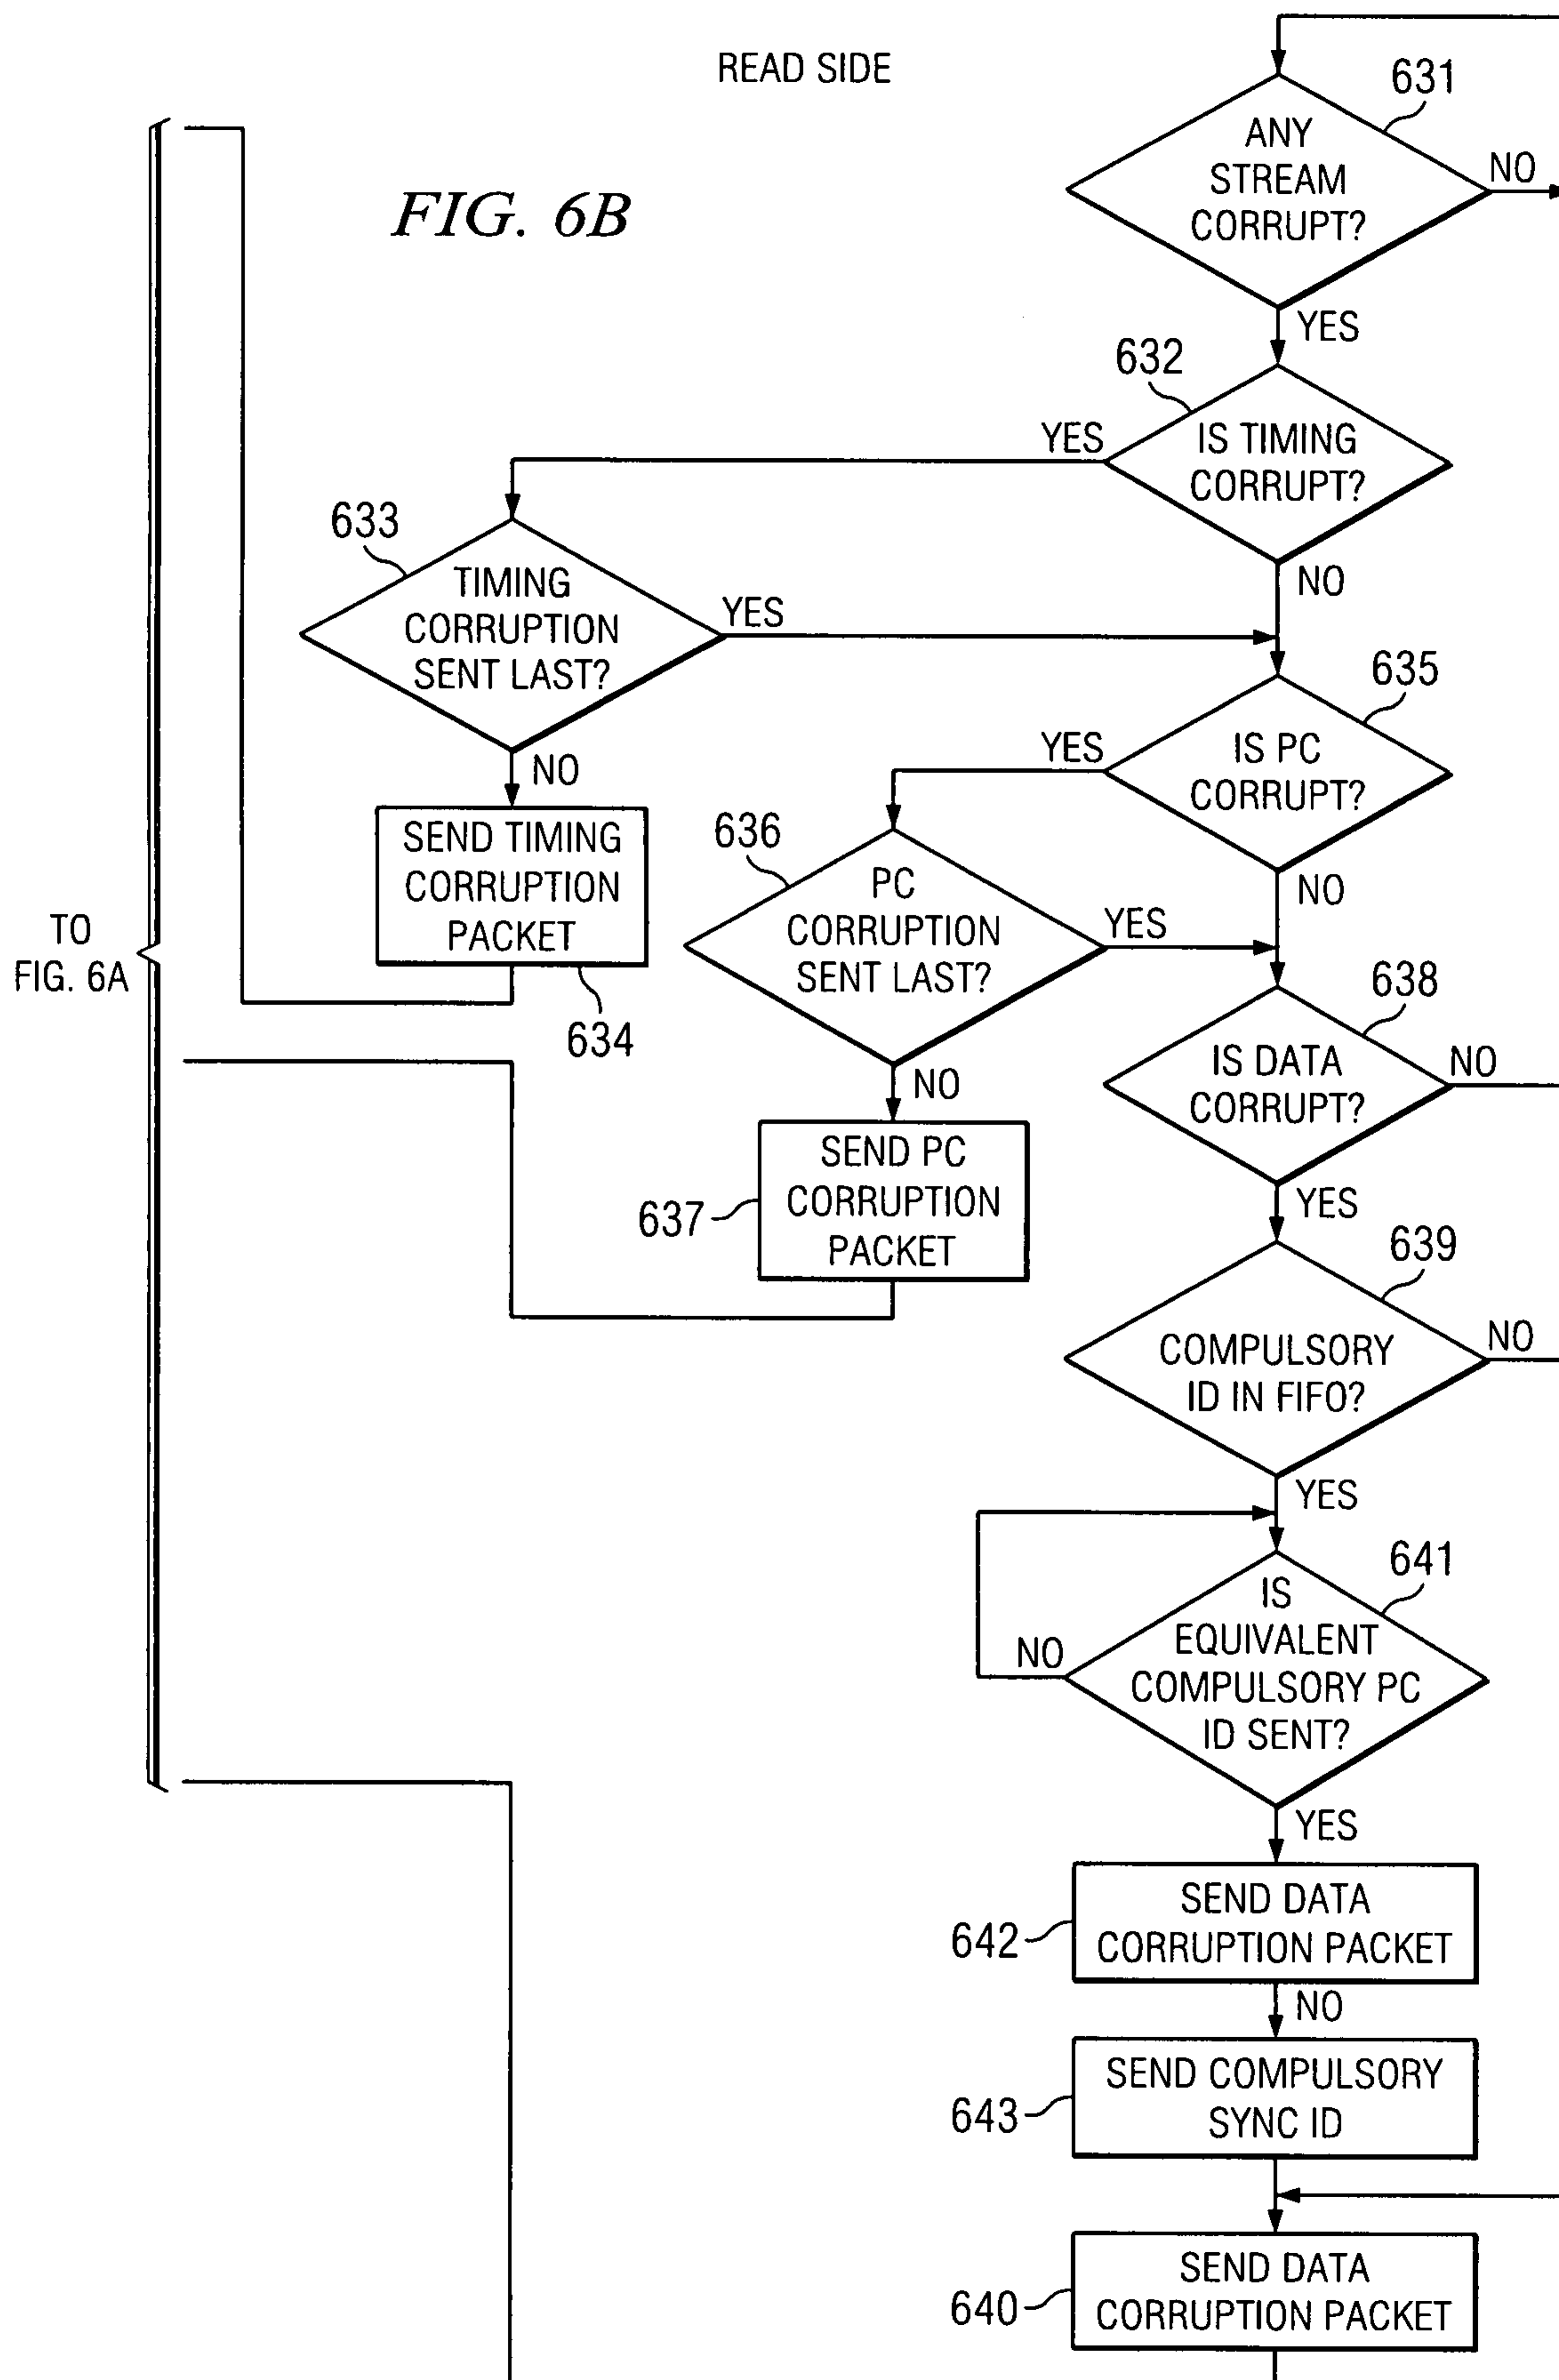 READ SIDE
FIG. 6B
631
ANY
STREAM
CORRUPT?
NO
YES
632
IS TIMING
CORRUPT?
YES
NO
633
TIMING
CORRUPTION
SENT LAST?
YES
NO
635
IS PC
CORRUPT?
YES
NO
SEND TIMING
CORRUPTION
PACKET
634
636
PC
CORRUPTION
SENT LAST?
YES
NO
TO
FIG. 6A
638
IS DATA
CORRUPT?
NO
YES
SEND PC
CORRUPTION
PACKET
637
639
COMPULSORY
ID IN FIFO?
NO
YES
641
IS
EQUIVALENT
COMPULSORY PC
ID SENT?
NO
YES
SEND DATA
CORRUPTION PACKET
642
NO
SEND COMPULSORY
SYNC ID
643
SEND DATA
CORRUPTION PACKET
640